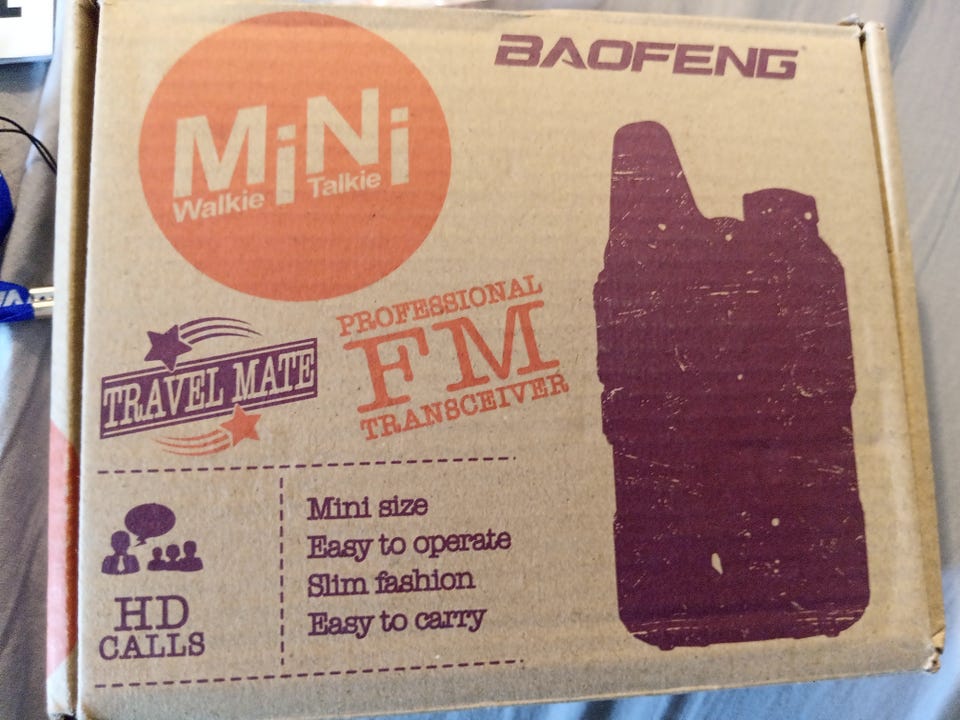 BAOFENG
MiNi
Walkie Talkie
TRAVEL MATE
PROFESSIONAL
FM
TRANSCEIVER
HD
CALLS
Mini size
Easy to operate
Slim fashion
Easy to carry